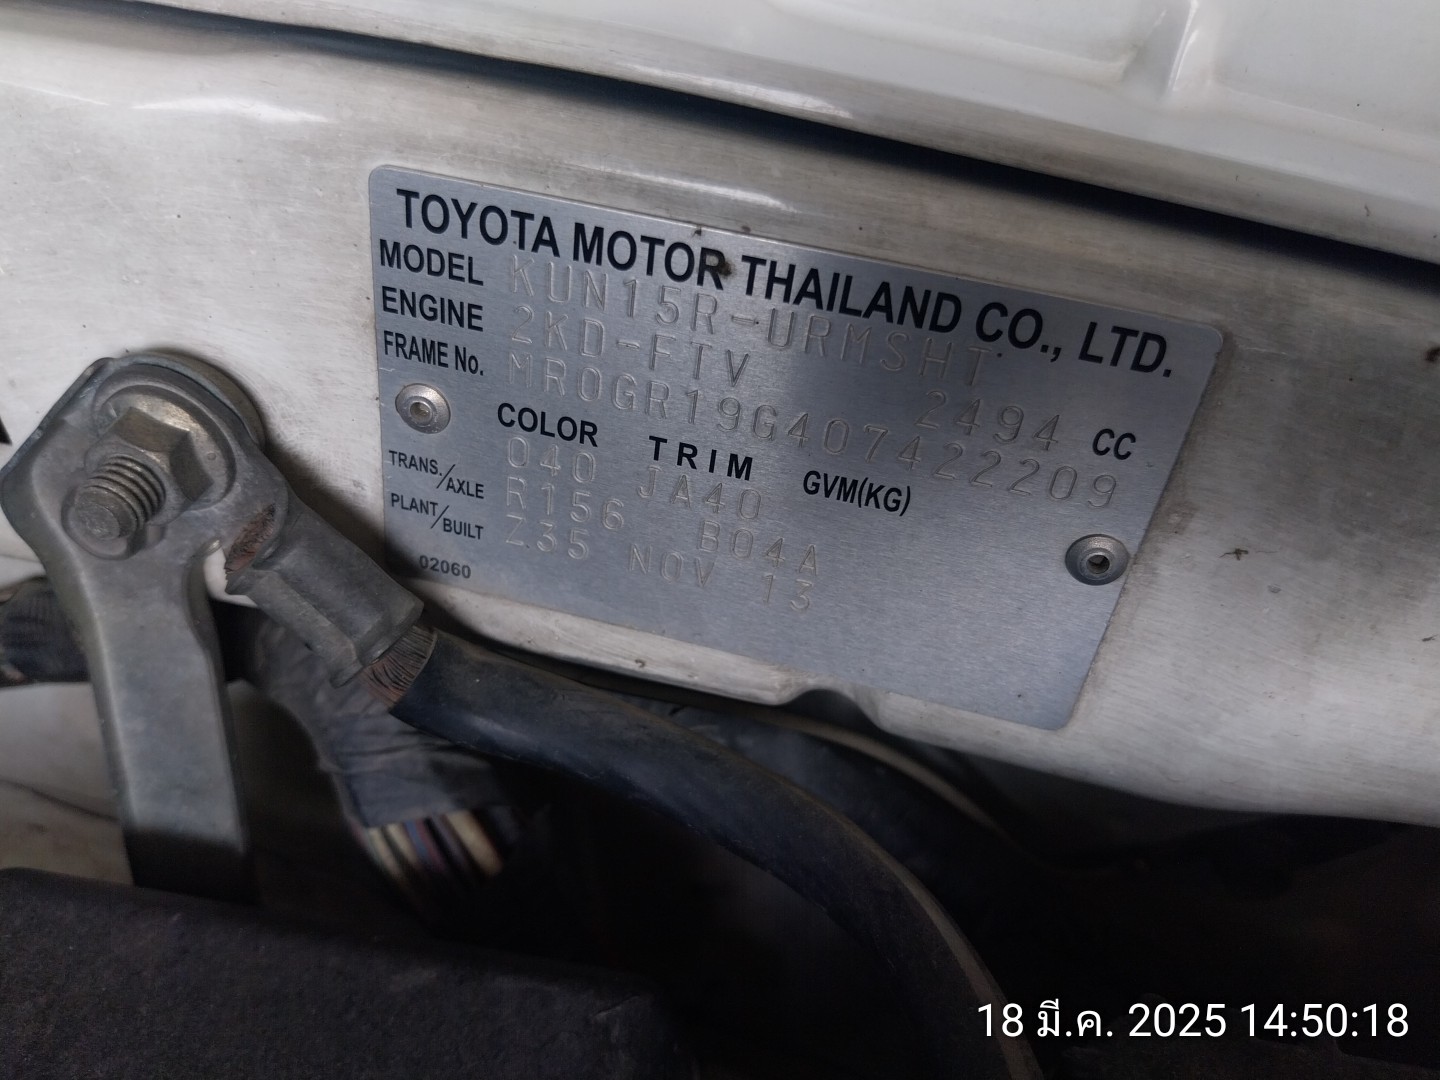 TOYOTA MOTOR THAILAND CO., LTD.
MODEL KUN15R-URMSHT
ENGINE 2KD-FTV 2494 CC
FRAME No. MR0GR19G407422209
COLOR TRIM GVM(KG)
040 JA40
TRANS./AXLE R156 B04A
PLANT/BUILT Z35 NOV 13
02060
18 มี.ค. 2025 14:50:18